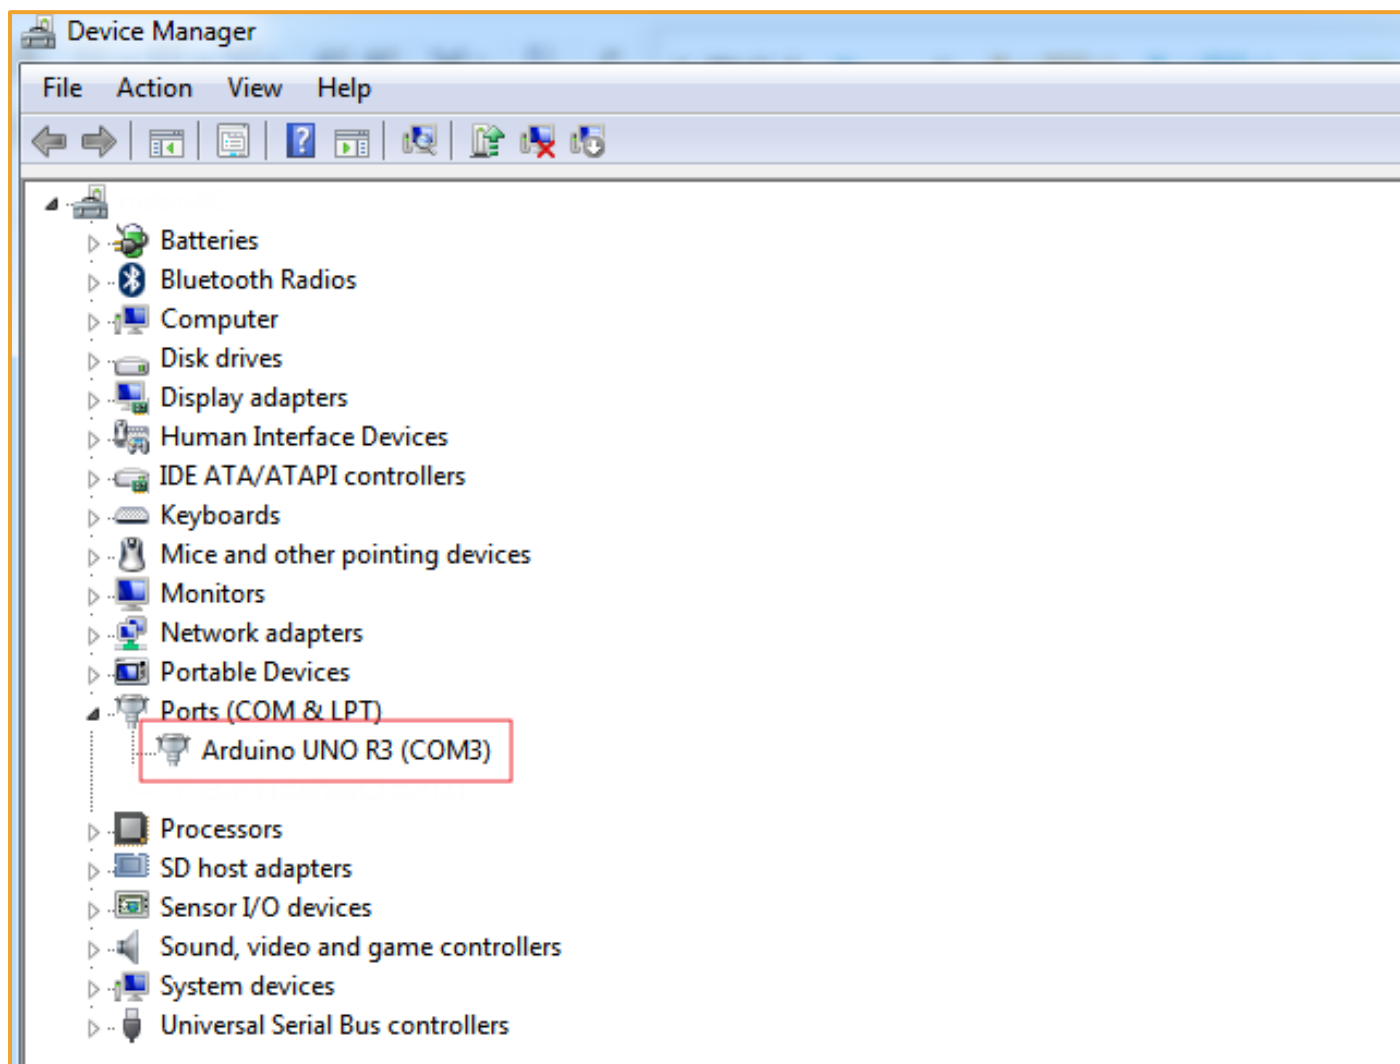 Device Manager
File Action View Help
Batteries
Bluetooth Radios
Computer
Disk drives
Display adapters
Human Interface Devices
IDE ATA/ATAPI controllers
Keyboards
Mice and other pointing devices
Monitors
Network adapters
Portable Devices
Ports (COM & LPT)
Arduino UNO R3 (COM3)
Processors
SD host adapters
Sensor I/O devices
Sound, video and game controllers
System devices
Universal Serial Bus controllers